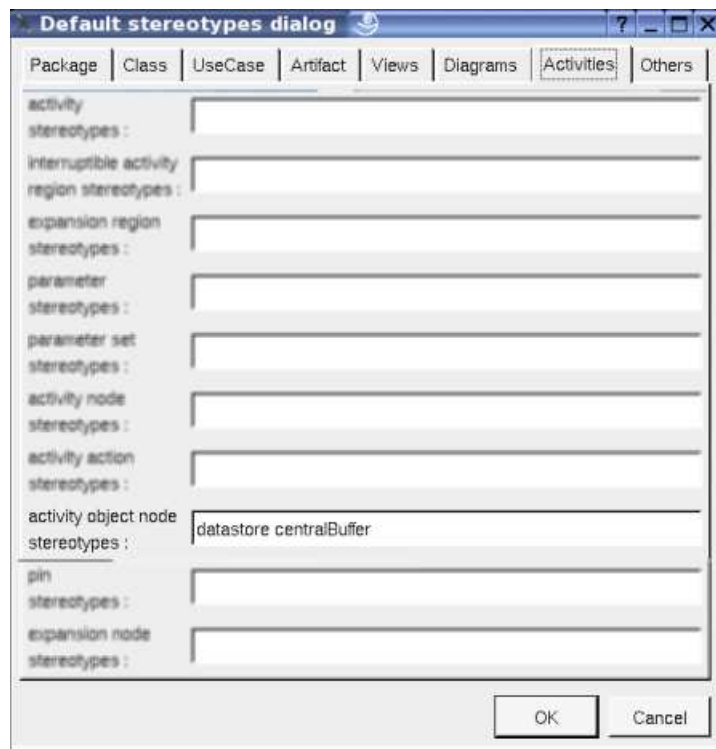 Default stereotypes dialog
Package Class UseCase Artifact Views Diagrams Activities Others
activity
stereotypes :
interruptible activity
region stereotypes :
expansion region
stereotypes :
parameter
stereotypes :
parameter set
stereotypes :
activity node
stereotypes :
activity action
stereotypes :
activity object node
stereotypes :
datastore centralBuffer
pin
stereotypes :
expansion node
stereotypes :
OK Cancel